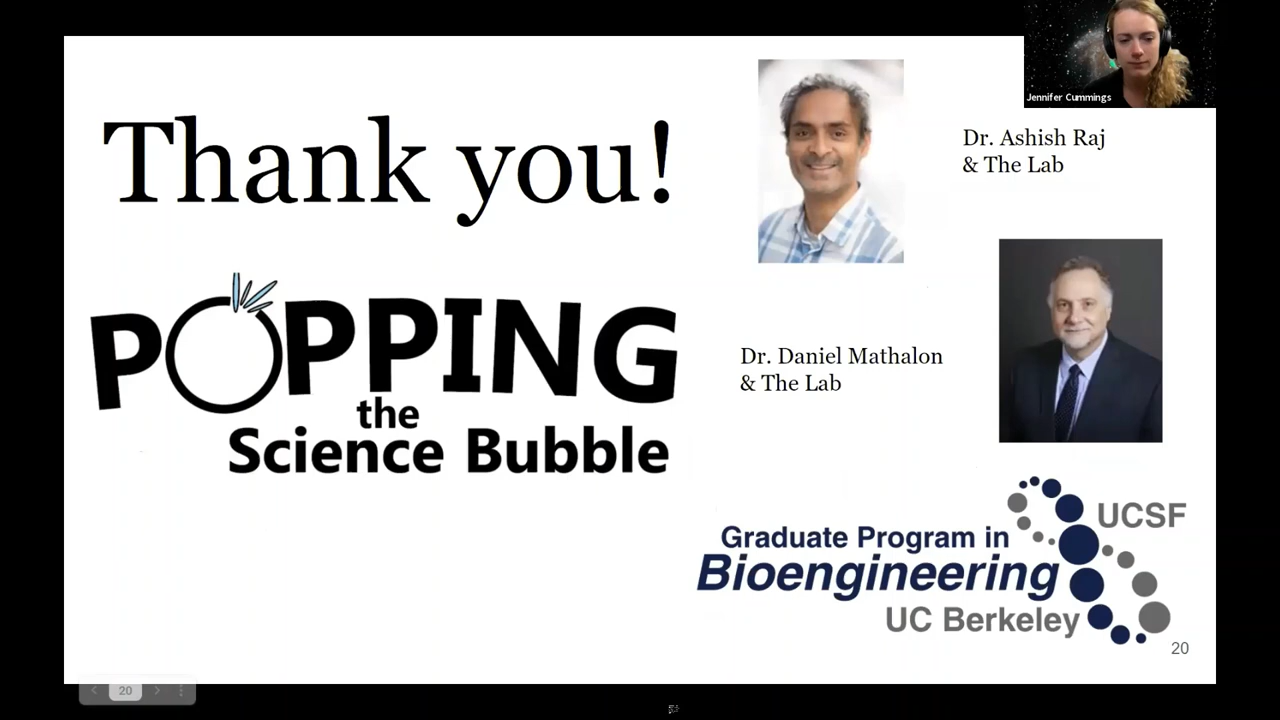 Thank you!
Jennifer Cummings
Dr. Ashish Raj
& The Lab
POPPING
the
Science Bubble
Dr. Daniel Mathalon
& The Lab
Graduate Program in
Bioengineering
UCSF
UC Berkeley
20
20